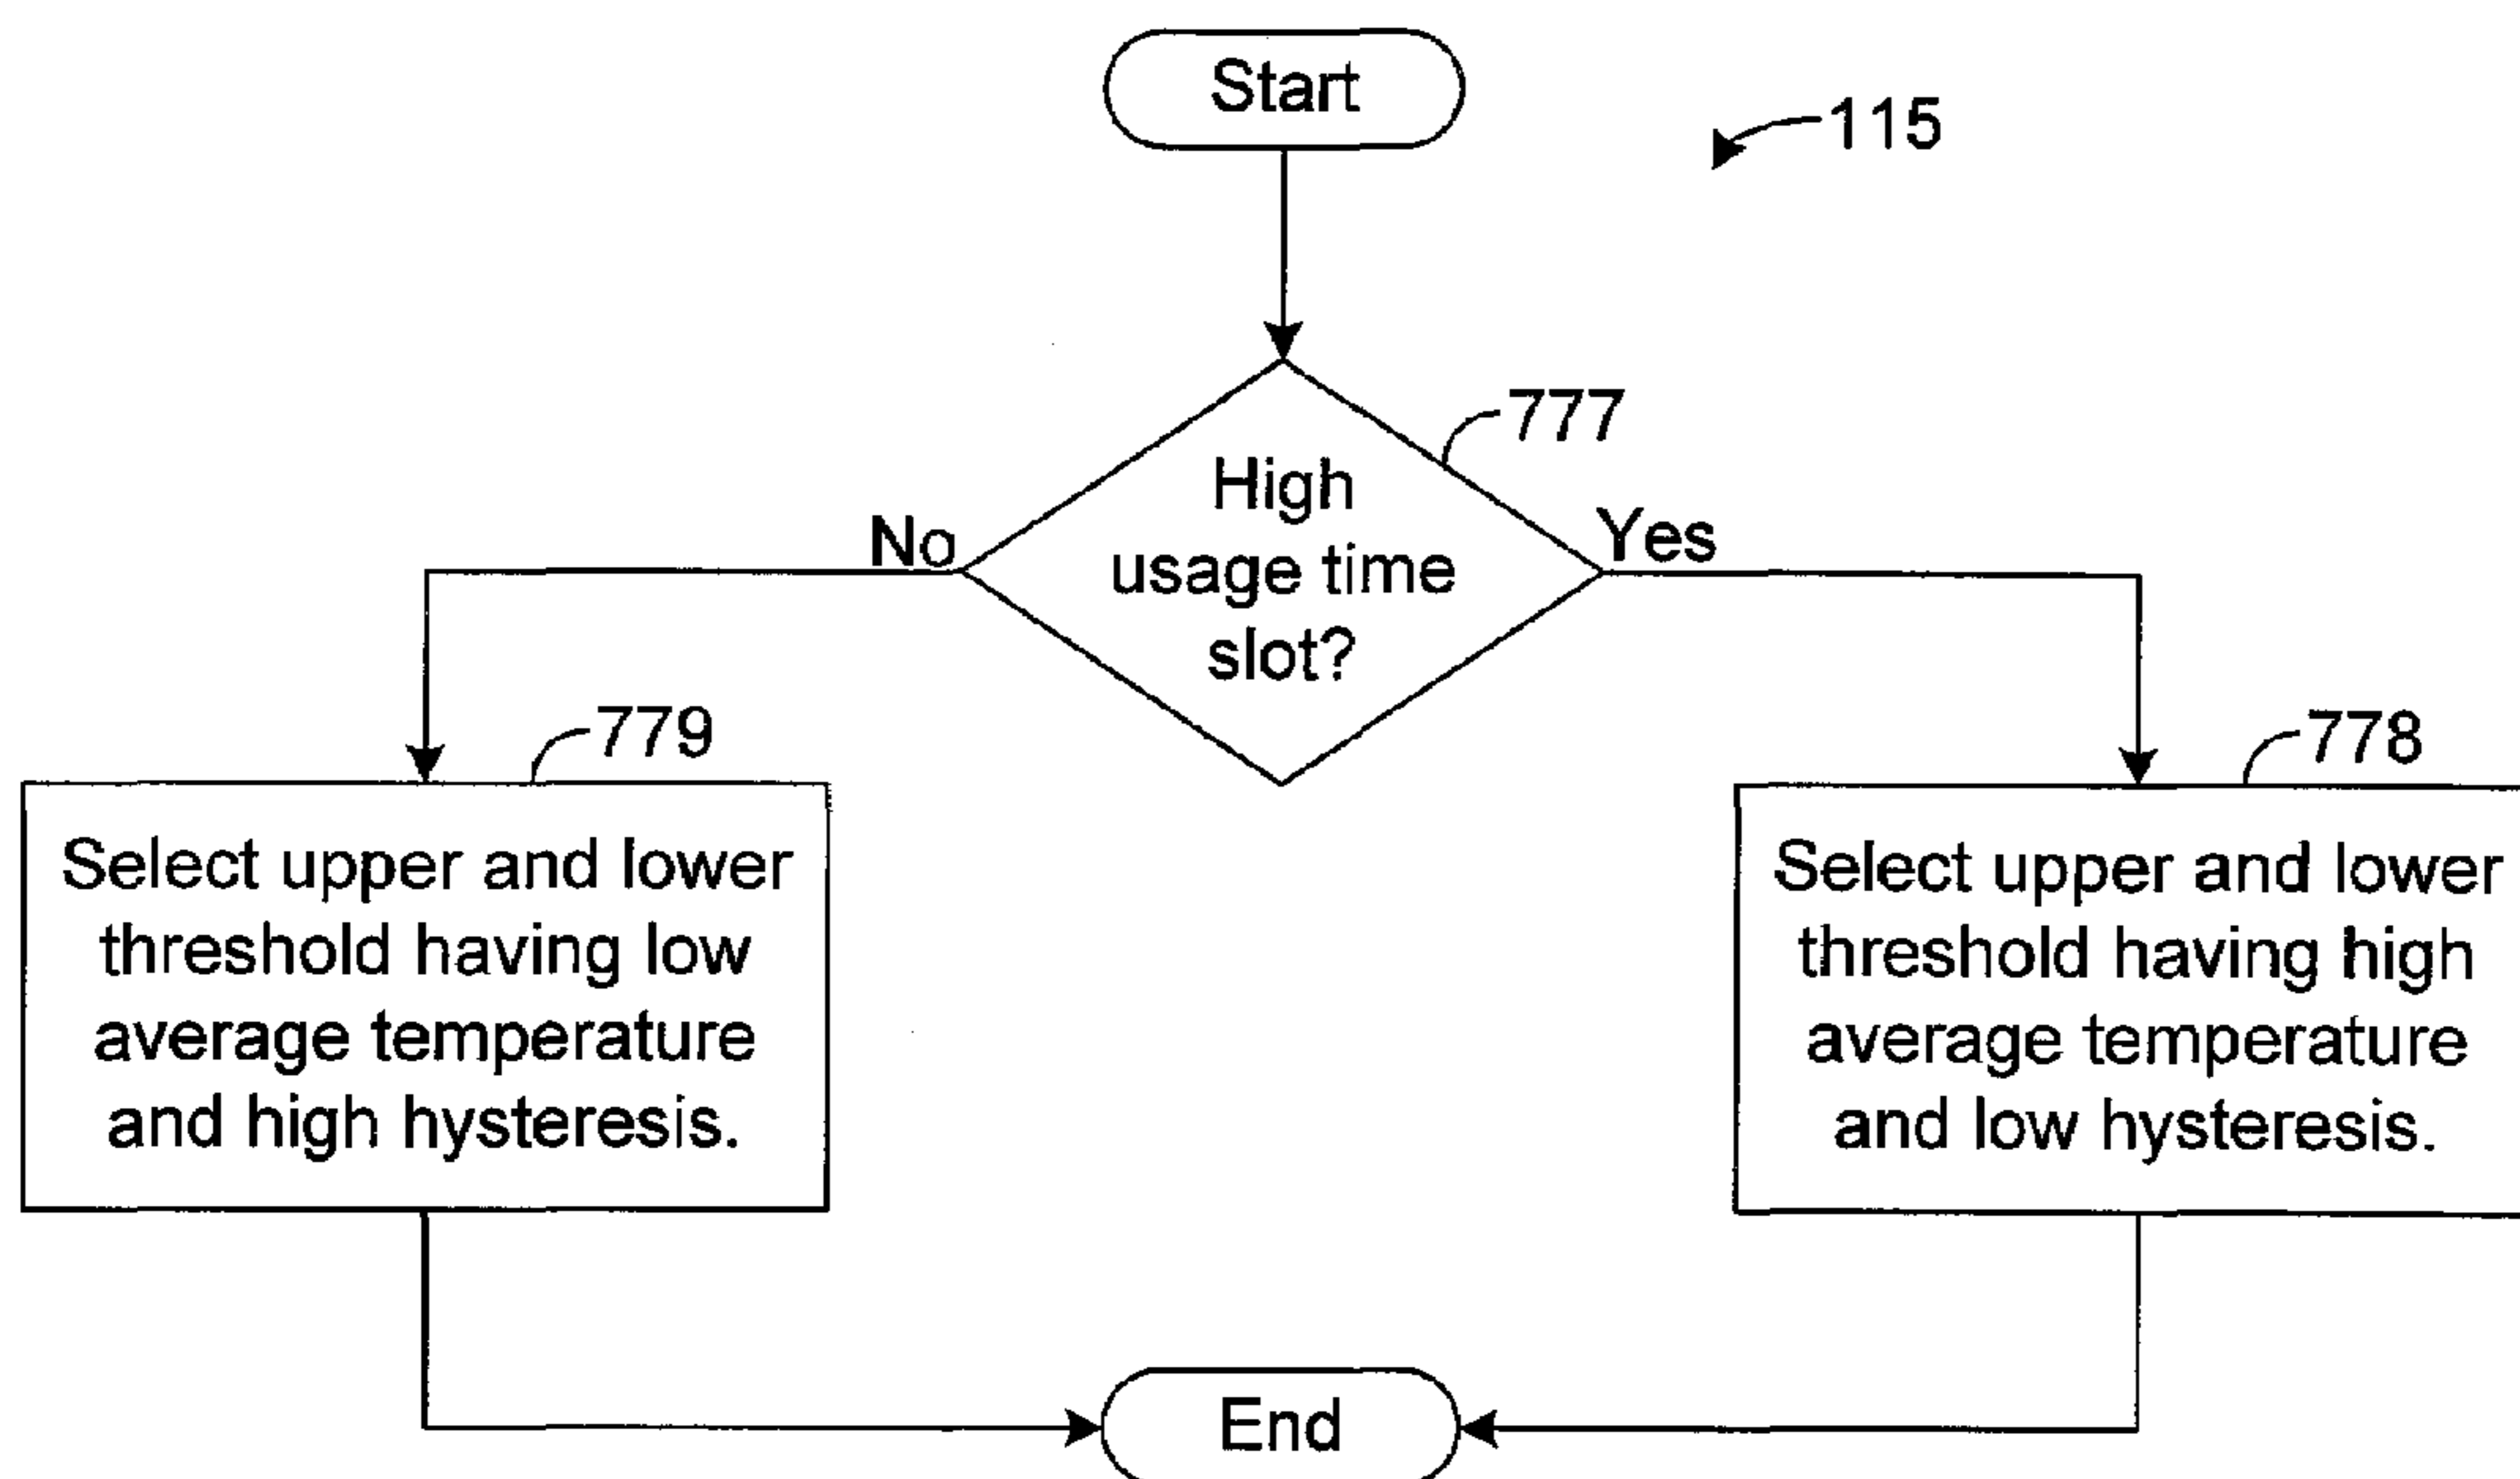 Start
115
777
High
usage time
slot?
No
Yes
779
Select upper and lower
threshold having low
average temperature
and high hysteresis.
778
Select upper and lower
threshold having high
average temperature
and low hysteresis.
End